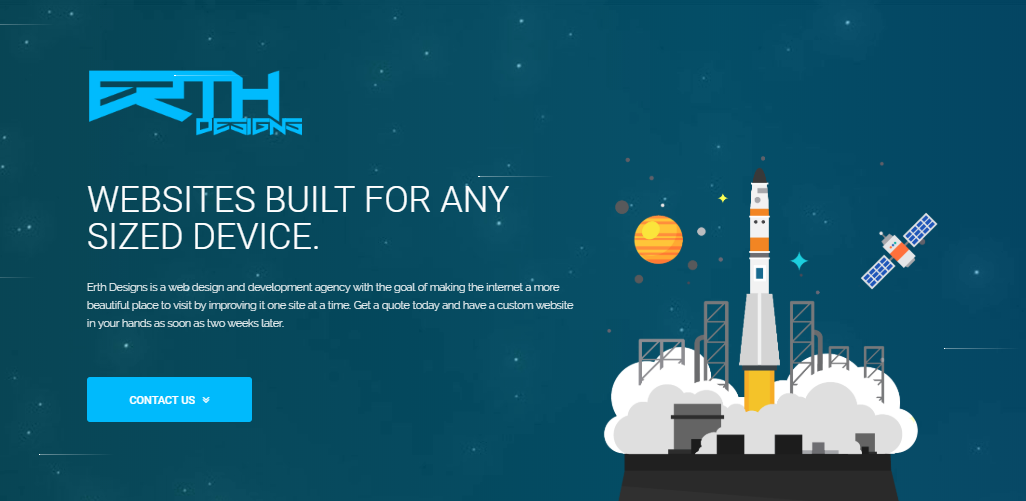 ERTH
DESIGNS
WEBSITES BUILT FOR ANY
SIZED DEVICE.
Erth Designs is a web design and development agency with the goal of making the internet a more
beautiful place to visit by improving it one site at a time. Get a quote today and have a custom website
in your hands as soon as two weeks later.
CONTACT US